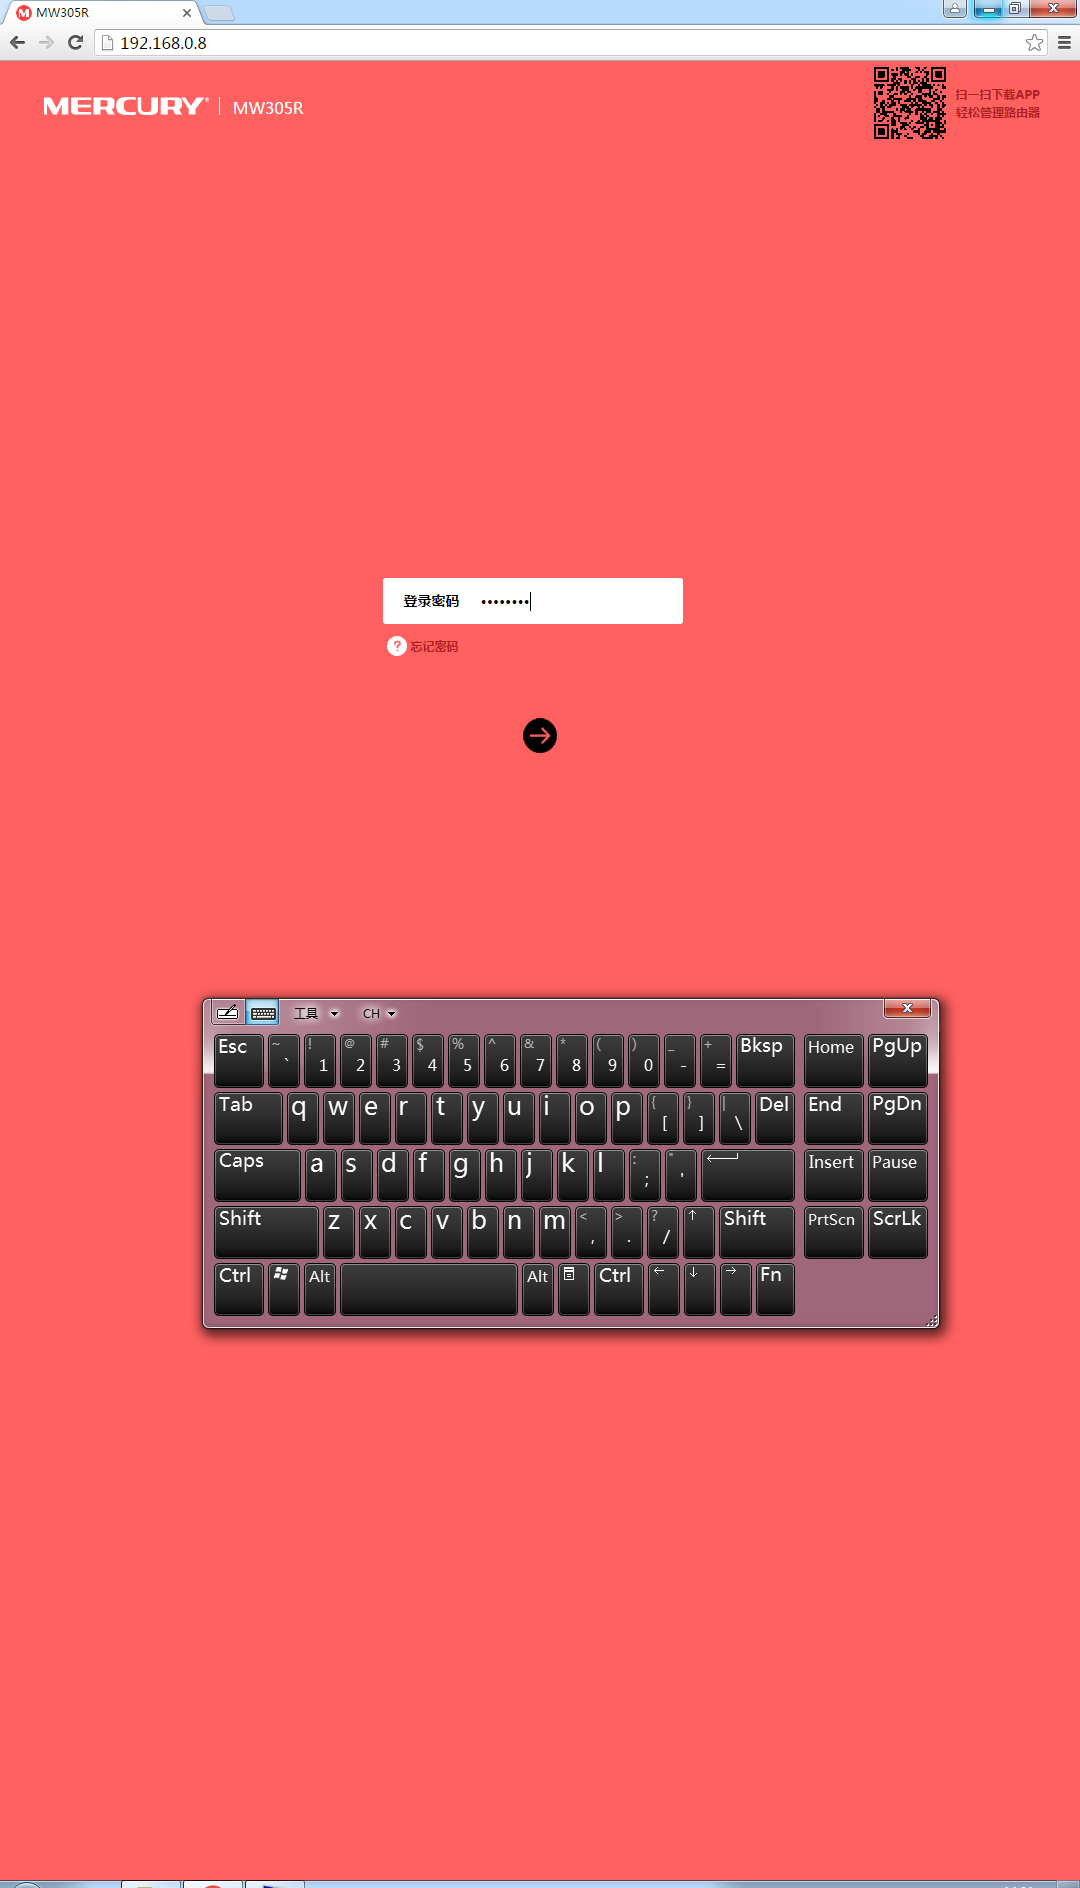 MW305R
192.168.0.8
MERCURY® | MW305R
扫一扫下载APP
轻松管理路由器
登录密码 ••••••••
? 忘记密码
工具 CH
Esc ~ ` ! 1 @ 2 # 3 $ 4 % 5 ^ 6 & 7 * 8 ( 9 ) 0 _ - + = Bksp Home PgUp
Tab q w e r t y u i o p { [ } ] | \ Del End PgDn
Caps a s d f g h j k l : ; " ' Insert Pause
Shift z x c v b n m < , > . ? / ↑ Shift PrtScn ScrLk
Ctrl Alt Alt Ctrl ← ↓ → Fn